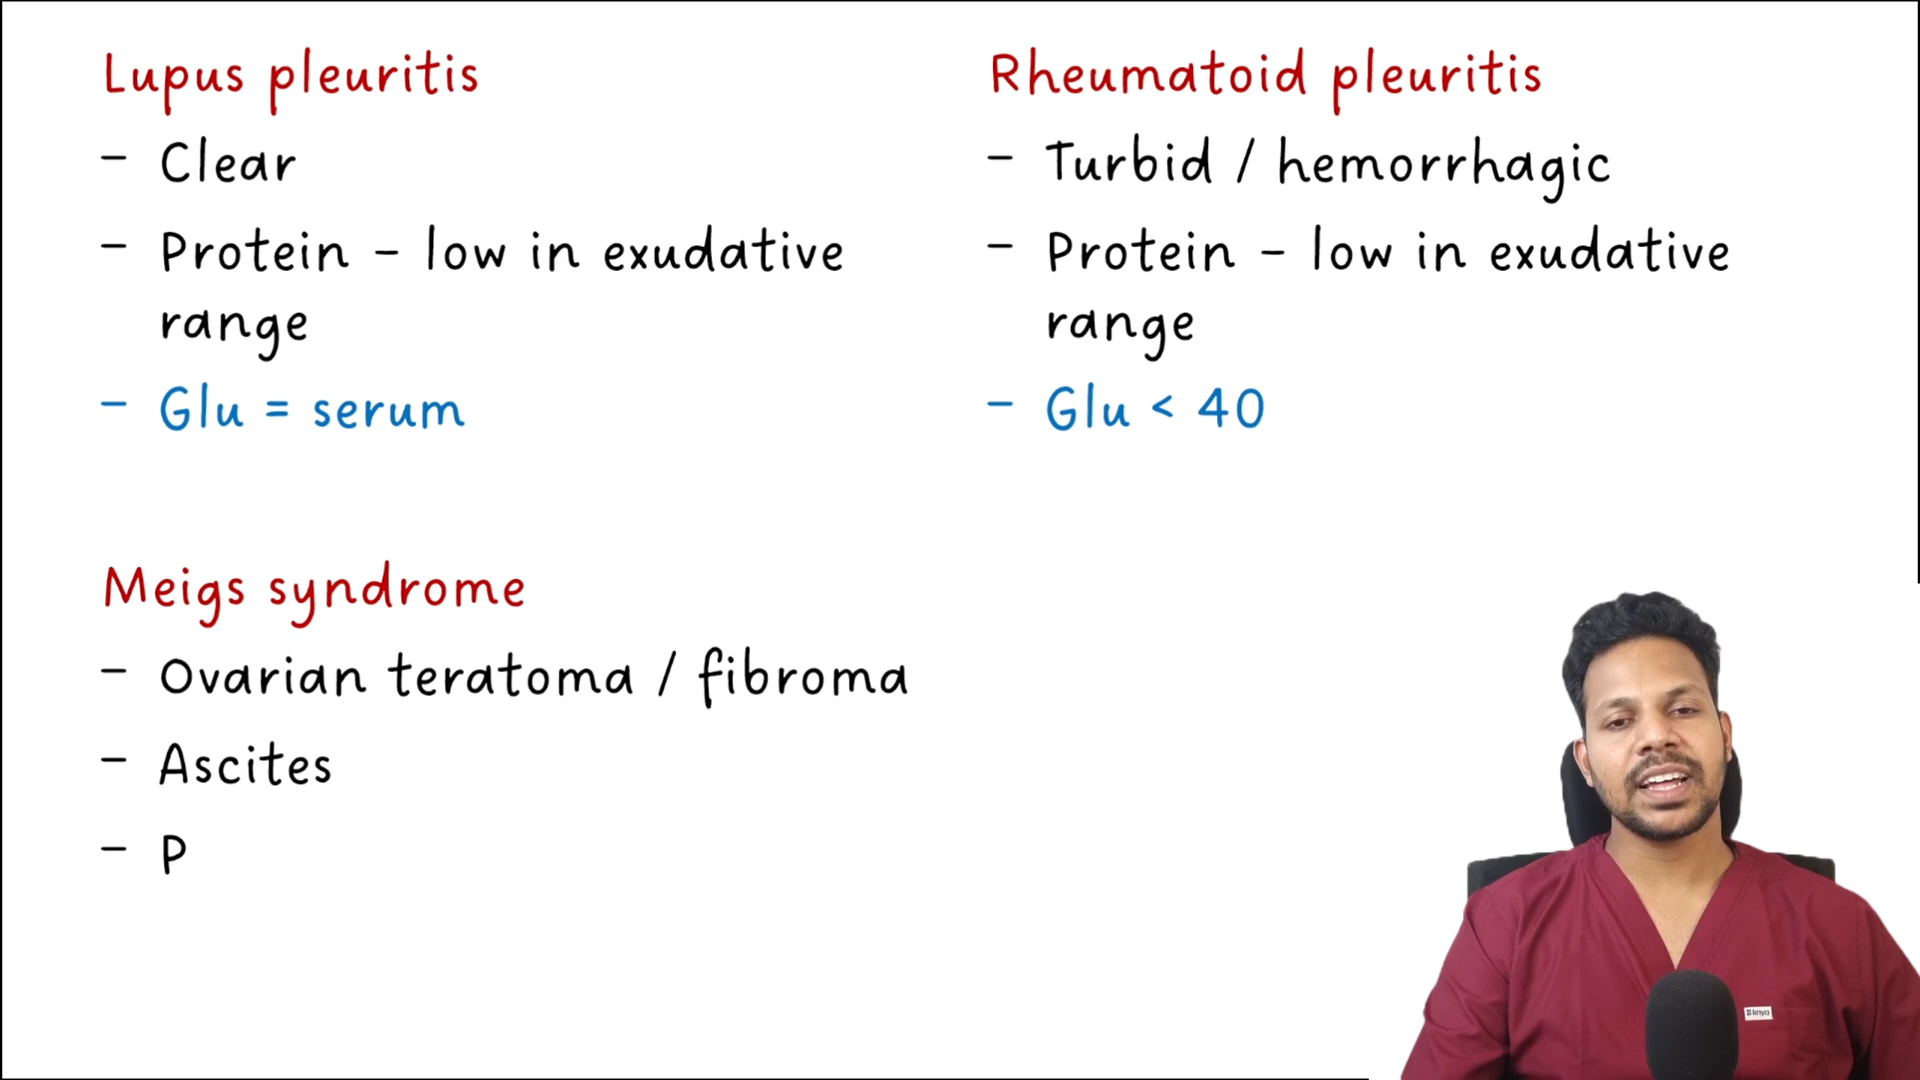 Lupus pleuritis
- Clear
- Protein - low in exudative
range
- Glu = serum
Rheumatoid pleuritis
- Turbid / hemorrhagic
- Protein - low in exudative
range
- Glu < 40
Meigs syndrome
- Ovarian teratoma / fibroma
- Ascites
- P
knya